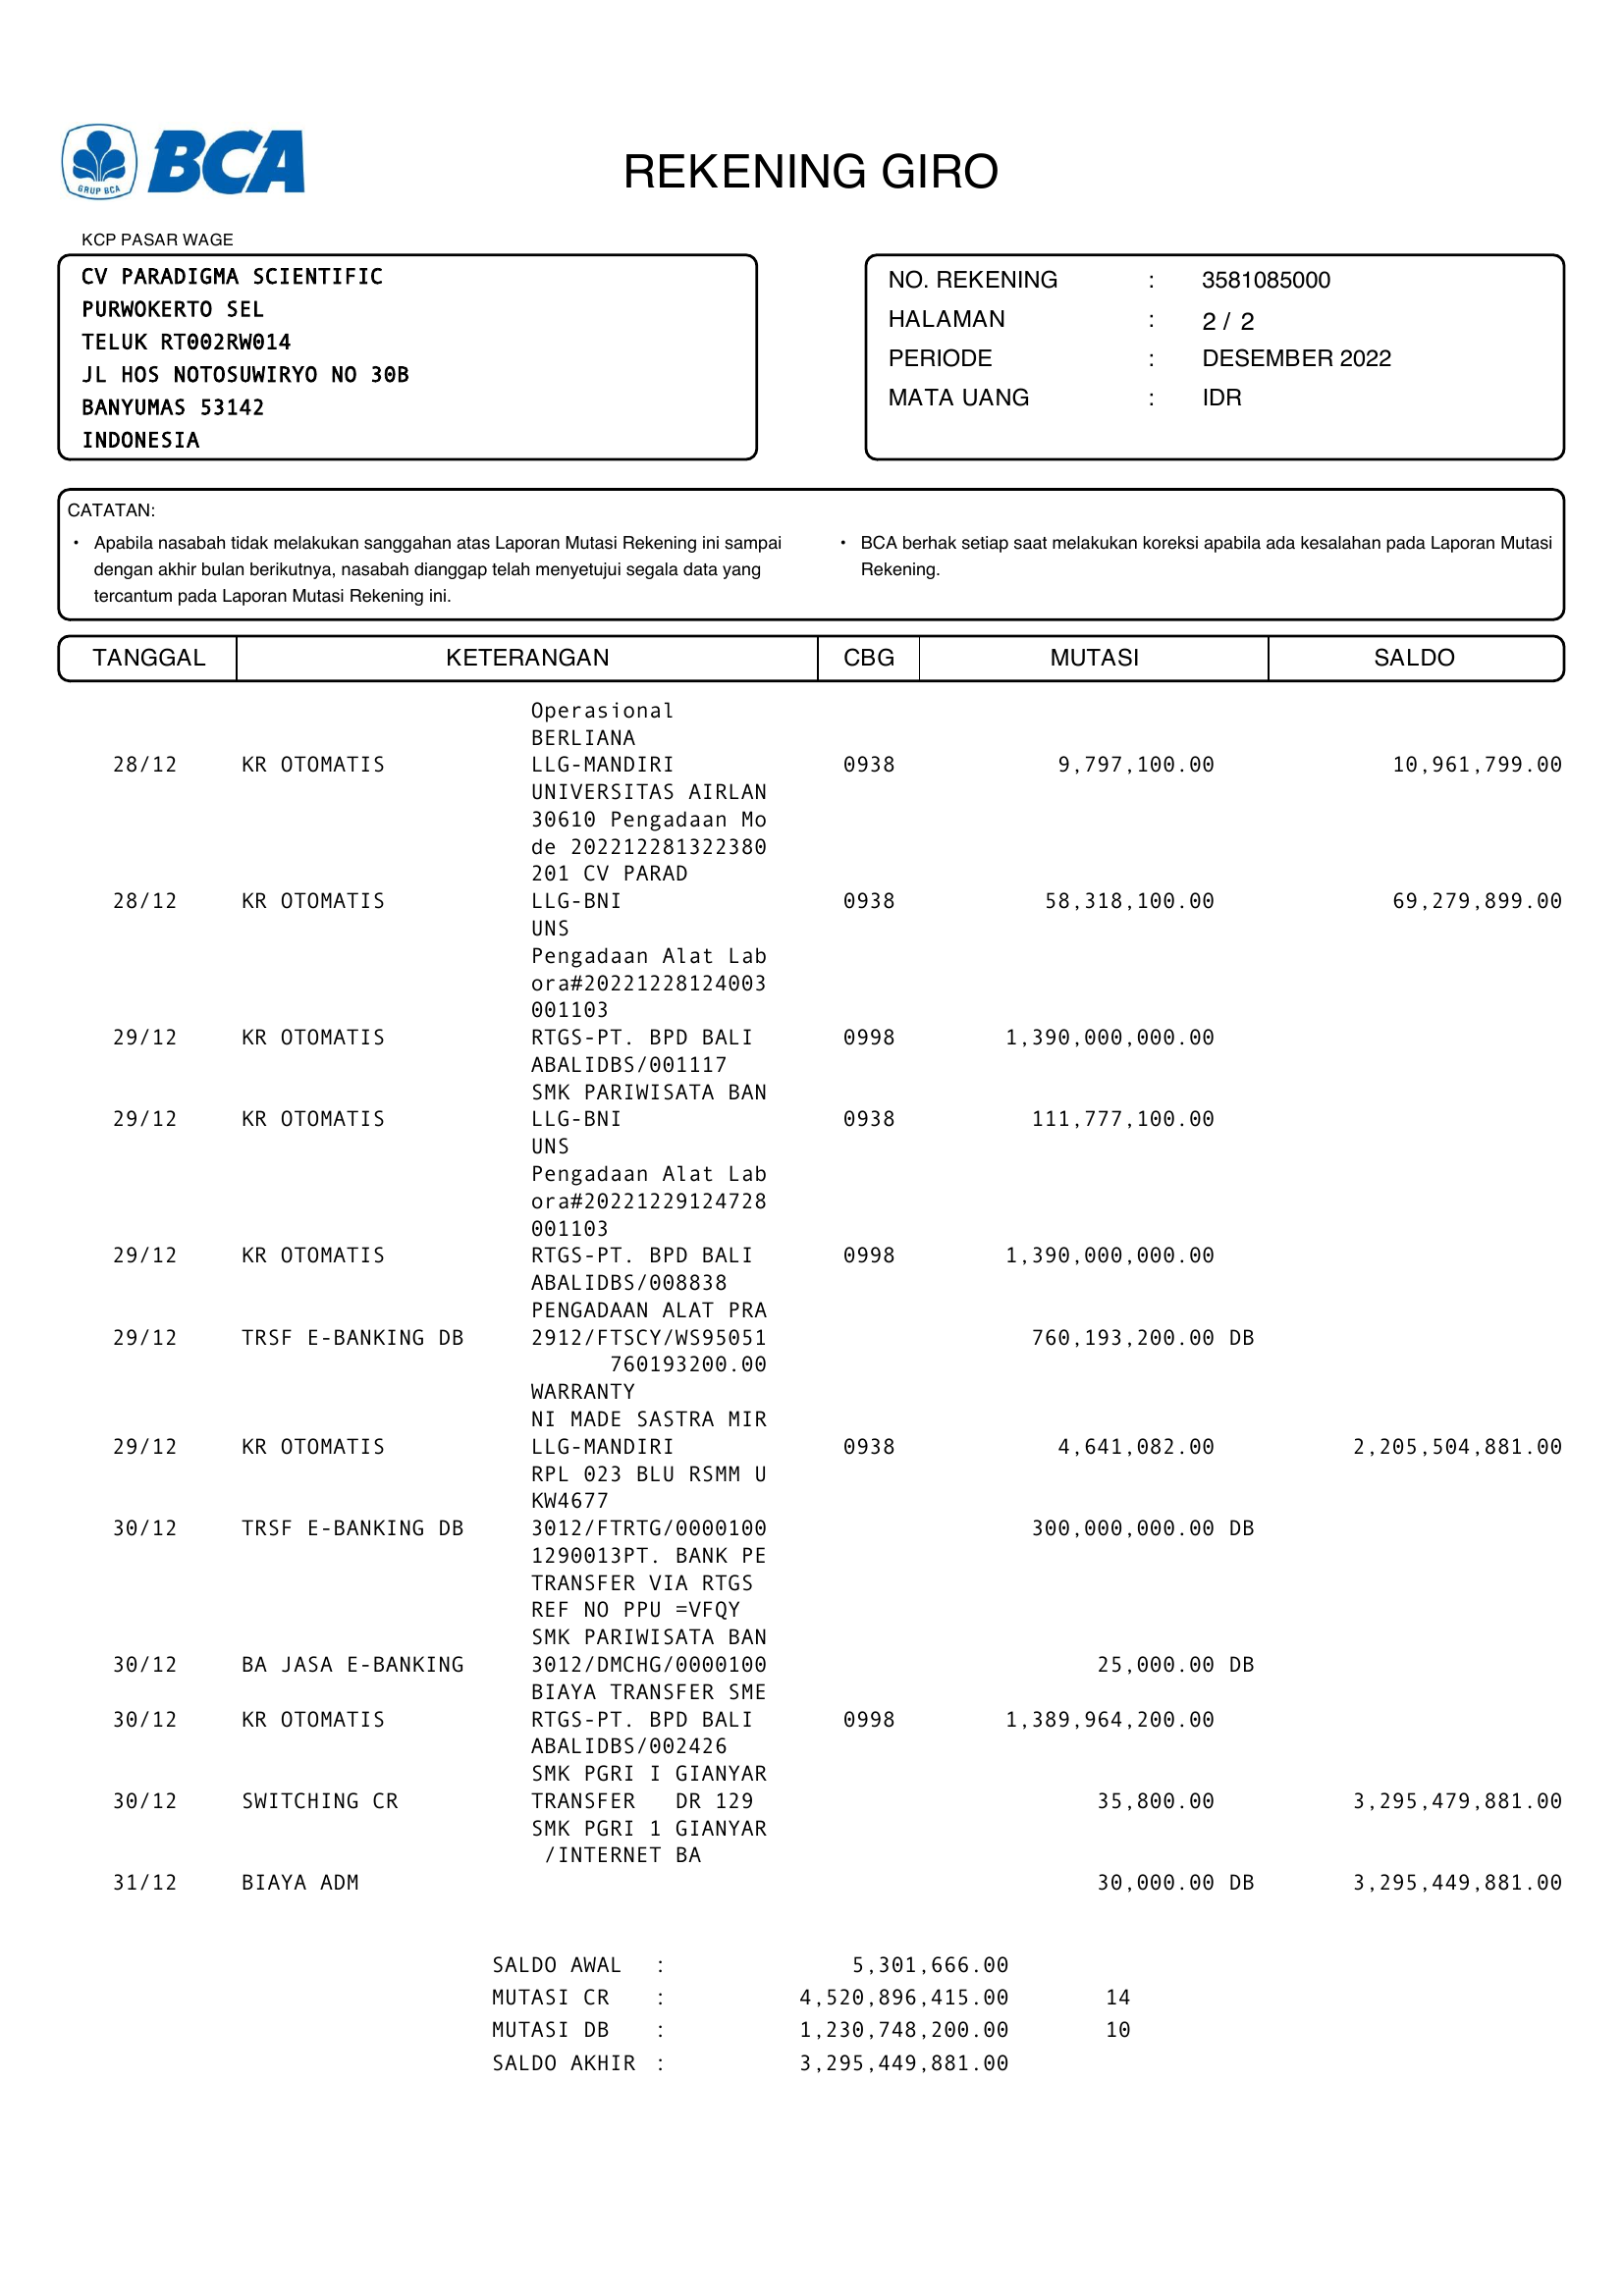 GRUP BCA
BCA
REKENING GIRO
KCP PASAR WAGE
CV PARADIGMA SCIENTIFIC
PURWOKERTO SEL
TELUK RT002RW014
JL HOS NOTOSUWIRYO NO 30B
BANYUMAS 53142
INDONESIA
NO. REKENING : 3581085000
HALAMAN : 2 / 2
PERIODE : DESEMBER 2022
MATA UANG : IDR
CATATAN:
• Apabila nasabah tidak melakukan sanggahan atas Laporan Mutasi Rekening ini sampai
dengan akhir bulan berikutnya, nasabah dianggap telah menyetujui segala data yang
tercantum pada Laporan Mutasi Rekening ini.
• BCA berhak setiap saat melakukan koreksi apabila ada kesalahan pada Laporan Mutasi
Rekening.
TANGGAL KETERANGAN CBG MUTASI SALDO
Operasional
BERLIANA
28/12 KR OTOMATIS LLG-MANDIRI 0938 9,797,100.00 10,961,799.00
UNIVERSITAS AIRLAN
30610 Pengadaan Mo
de 202212281322380
201 CV PARAD
28/12 KR OTOMATIS LLG-BNI 0938 58,318,100.00 69,279,899.00
UNS
Pengadaan Alat Lab
ora#20221228124003
001103
29/12 KR OTOMATIS RTGS-PT. BPD BALI 0998 1,390,000,000.00
ABALIDBS/001117
SMK PARIWISATA BAN
29/12 KR OTOMATIS LLG-BNI 0938 111,777,100.00
UNS
Pengadaan Alat Lab
ora#20221229124728
001103
29/12 KR OTOMATIS RTGS-PT. BPD BALI 0998 1,390,000,000.00
ABALIDBS/008838
PENGADAAN ALAT PRA
29/12 TRSF E-BANKING DB 2912/FTSCY/WS95051 760,193,200.00 DB
760193200.00
WARRANTY
NI MADE SASTRA MIR
29/12 KR OTOMATIS LLG-MANDIRI 0938 4,641,082.00 2,205,504,881.00
RPL 023 BLU RSMM U
KW4677
30/12 TRSF E-BANKING DB 3012/FTRTG/0000100 300,000,000.00 DB
1290013PT. BANK PE
TRANSFER VIA RTGS
REF NO PPU =VFQY
SMK PARIWISATA BAN
30/12 BA JASA E-BANKING 3012/DMCHG/0000100 25,000.00 DB
BIAYA TRANSFER SME
30/12 KR OTOMATIS RTGS-PT. BPD BALI 0998 1,389,964,200.00
ABALIDBS/002426
SMK PGRI I GIANYAR
30/12 SWITCHING CR TRANSFER DR 129 35,800.00 3,295,479,881.00
SMK PGRI 1 GIANYAR
/INTERNET BA
31/12 BIAYA ADM 30,000.00 DB 3,295,449,881.00
SALDO AWAL : 5,301,666.00
MUTASI CR : 4,520,896,415.00 14
MUTASI DB : 1,230,748,200.00 10
SALDO AKHIR : 3,295,449,881.00